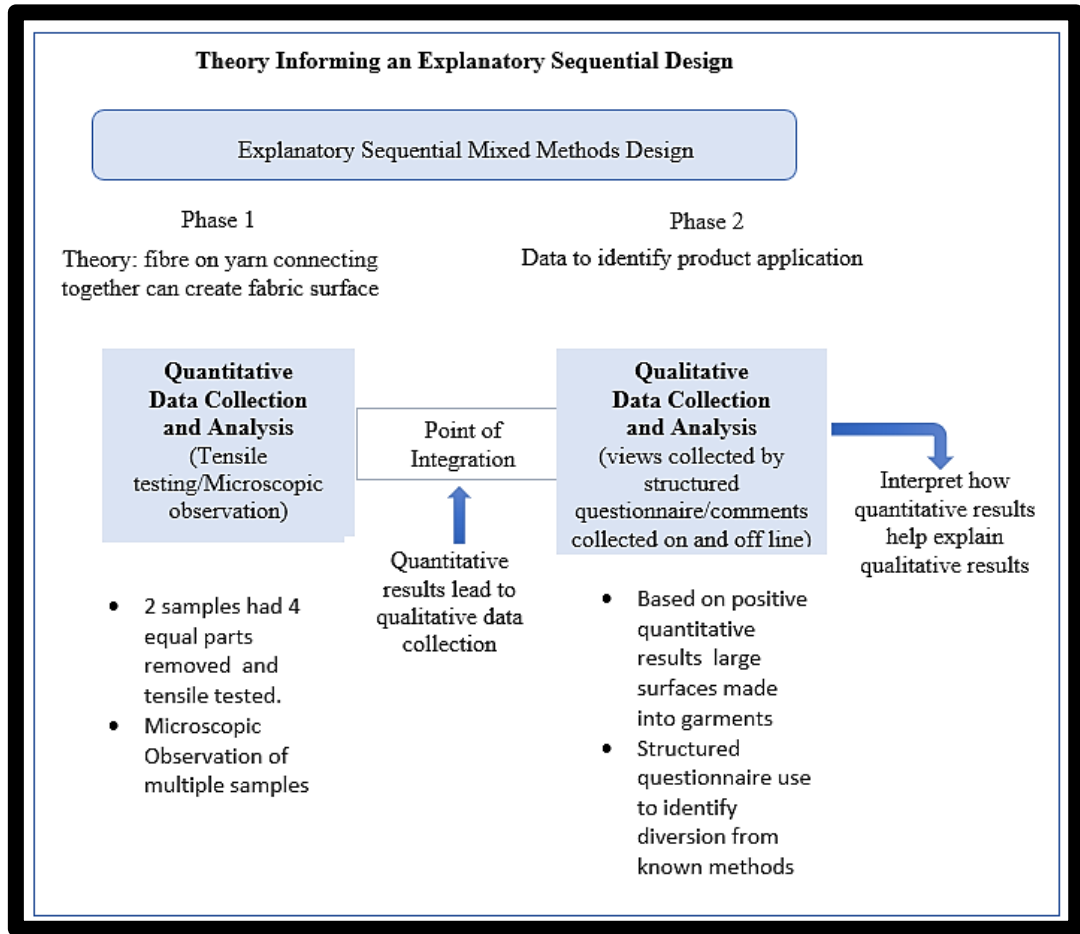 Theory Informing an Explanatory Sequential Design
Explanatory Sequential Mixed Methods Design
Phase 1
Theory: fibre on yarn connecting
together can create fabric surface
Phase 2
Data to identify product application
Quantitative
Data Collection
and Analysis
(Tensile
testing/Microscopic
observation)
Point of
Integration
Quantitative
results lead to
qualitative data
collection
Qualitative
Data Collection
and Analysis
(views collected by
structured
questionnaire/comments
collected on and off line)
Interpret how
quantitative results
help explain
qualitative results
• 2 samples had 4
equal parts
removed and
tensile tested.
• Microscopic
Observation of
multiple samples
• Based on positive
quantitative
results large
surfaces made
into garments
• Structured
questionnaire use
to identify
diversion from
known methods